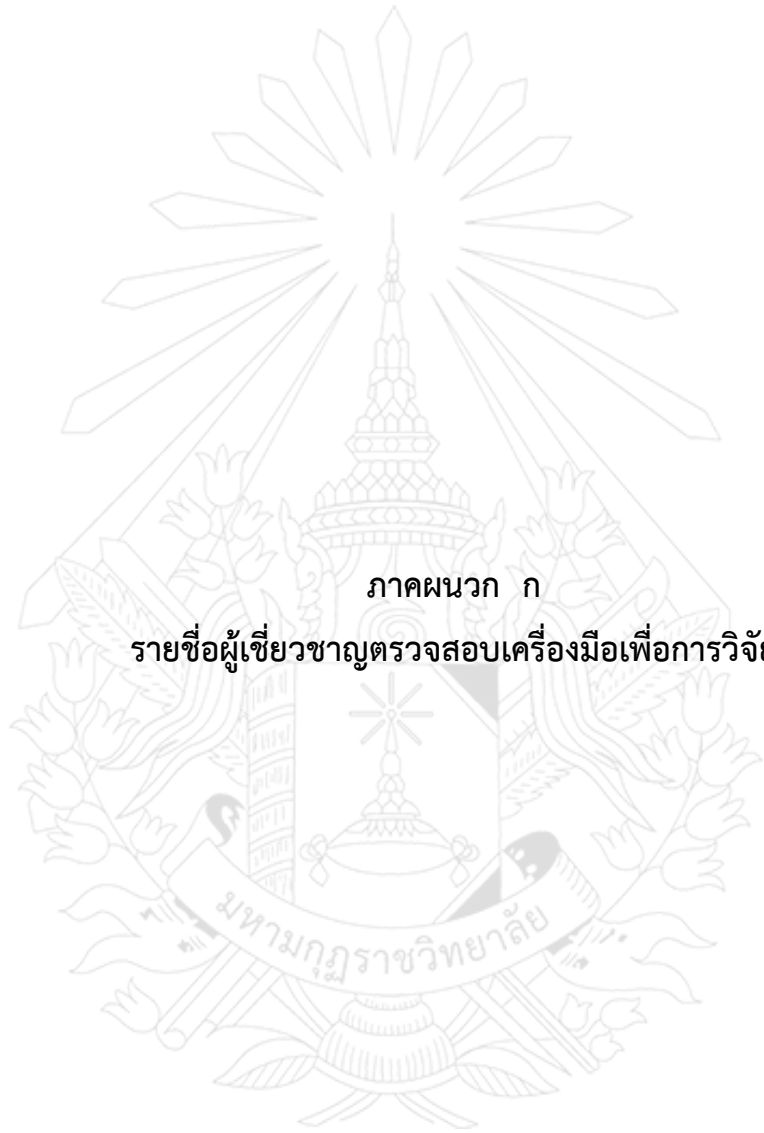 ภาคผนวก ก
รายชื่อผู้เชี่ยวชาญตรวจสอบเครื่องมือเพื่อการวิจัย
มหามกุฏราชวิทยาลัย